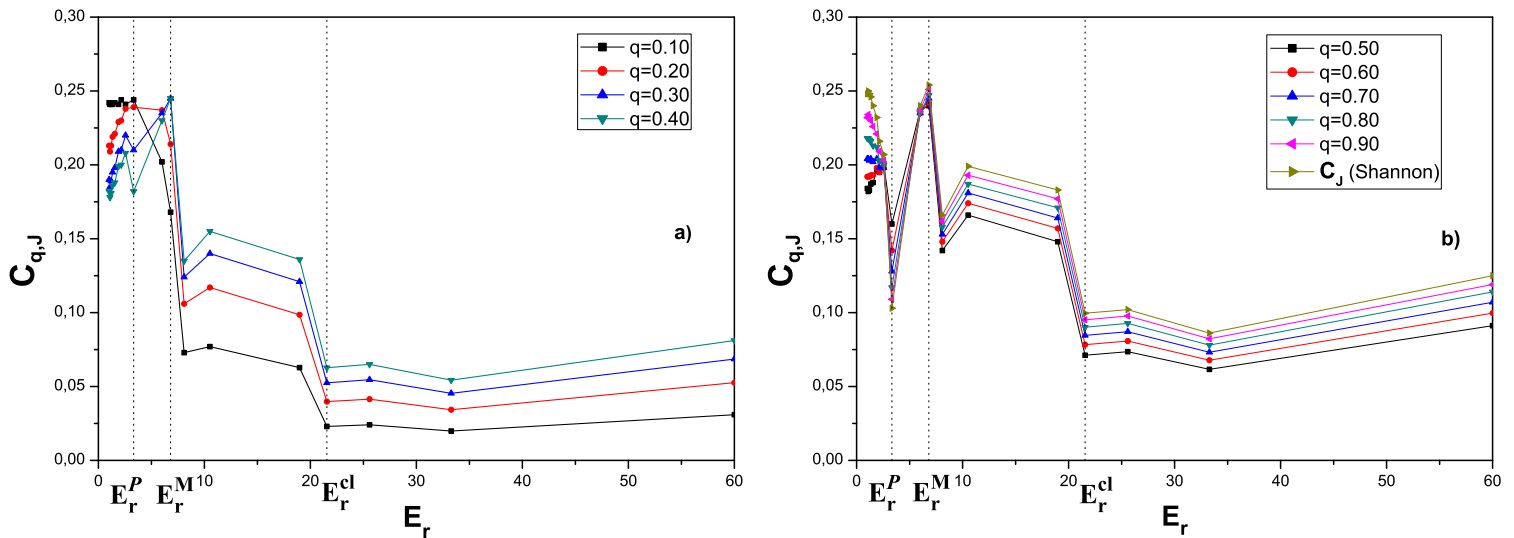 0,30
0,25
0,20
0,15
0,10
0,05
0,00
C_q,J
q=0.10
q=0.20
q=0.30
q=0.40
a)
0 10 20 30 40 50 60
E_r^P E_r^M E_r^cl
E_r
0,30
0,25
0,20
0,15
0,10
0,05
0,00
C_q,J
q=0.50
q=0.60
q=0.70
q=0.80
q=0.90
C_J (Shannon)
b)
0 10 20 30 40 50 60
E_r^P E_r^M E_r^cl
E_r